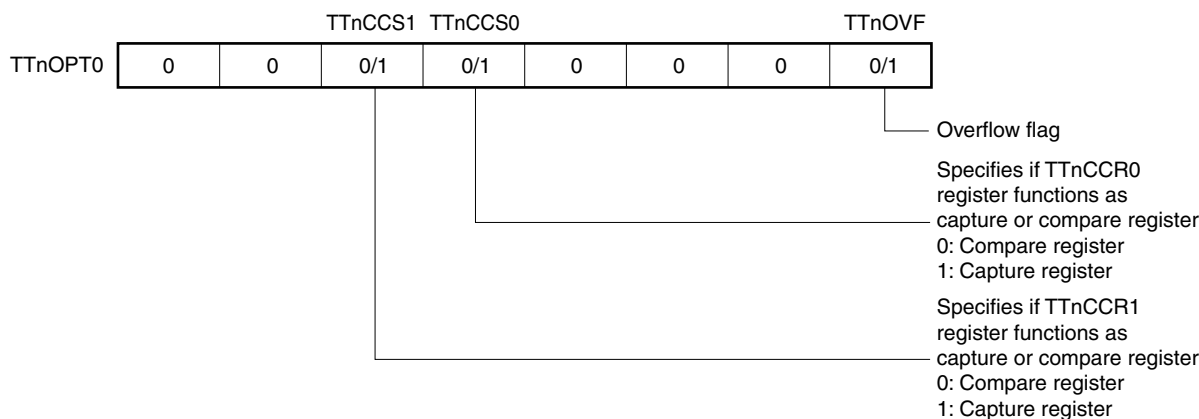 TTnCCS1 TTnCCS0 TTnOVF
TTnOPT0 0 0 0/1 0/1 0 0 0 0/1
Overflow flag
Specifies if TTnCCR0
register functions as
capture or compare register
0: Compare register
1: Capture register
Specifies if TTnCCR1
register functions as
capture or compare register
0: Compare register
1: Capture register